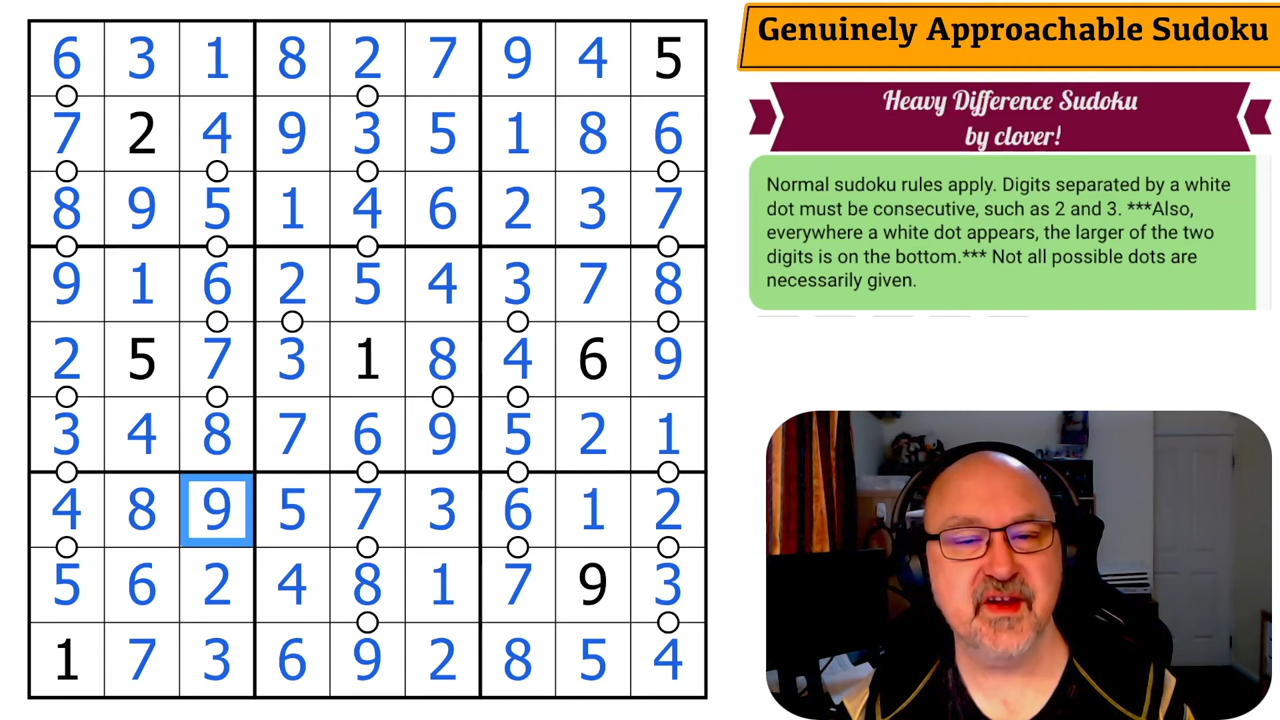 Genuinely Approachable Sudoku
Heavy Difference Sudoku
by clover!
Normal sudoku rules apply. Digits separated by a white
dot must be consecutive, such as 2 and 3. ***Also,
everywhere a white dot appears, the larger of the two
digits is on the bottom.*** Not all possible dots are
necessarily given.
6 3 1 8 2 7 9 4 5
7 2 4 9 3 5 1 8 6
8 9 5 1 4 6 2 3 7
9 1 6 2 5 4 3 7 8
2 5 7 3 1 8 4 6 9
3 4 8 7 6 9 5 2 1
4 8 9 5 7 3 6 1 2
5 6 2 4 8 1 7 9 3
1 7 3 6 9 2 8 5 4